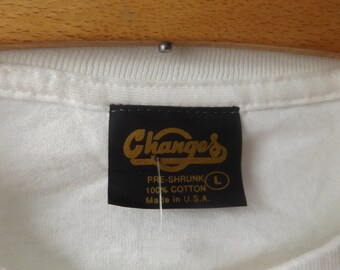 Changes
PRE-SHRUNK
100% COTTON L
Made in U.S.A.